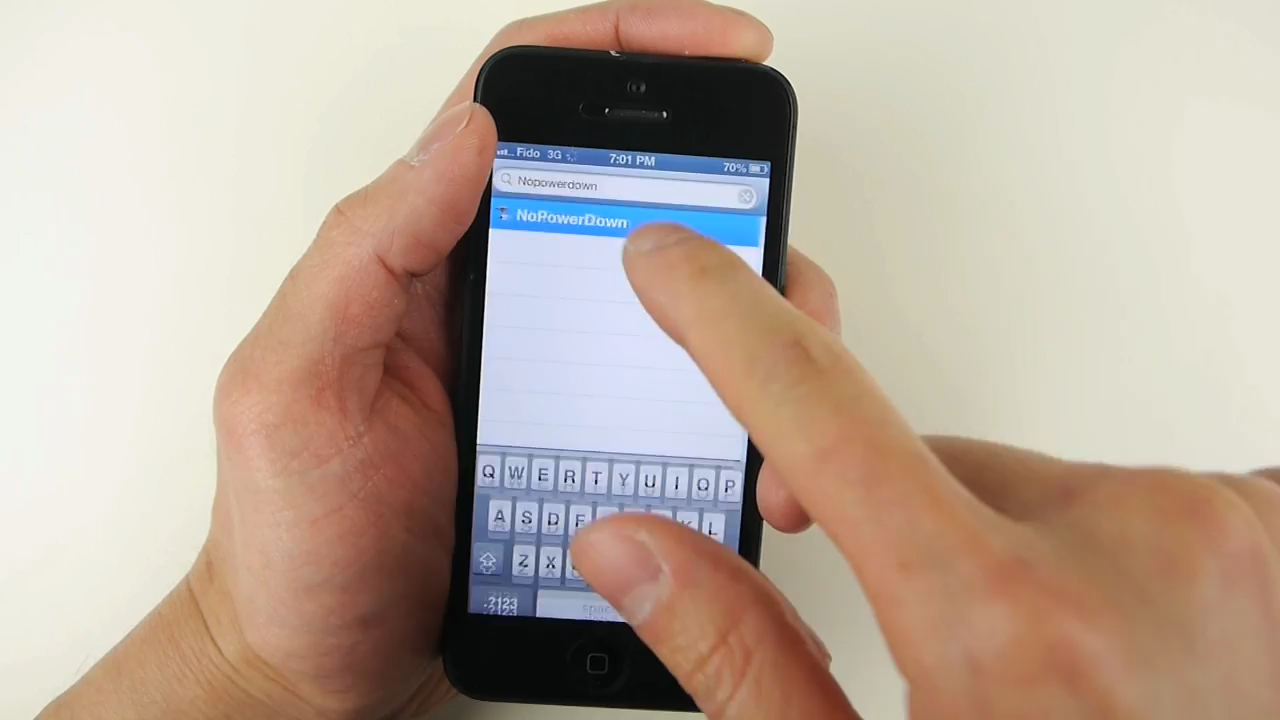 Fido 3G 7:01 PM 70%
Nopowerdown
NoPowerDown
Q W E R T Y U I O P
A S D F K L
Z X
.?123 space